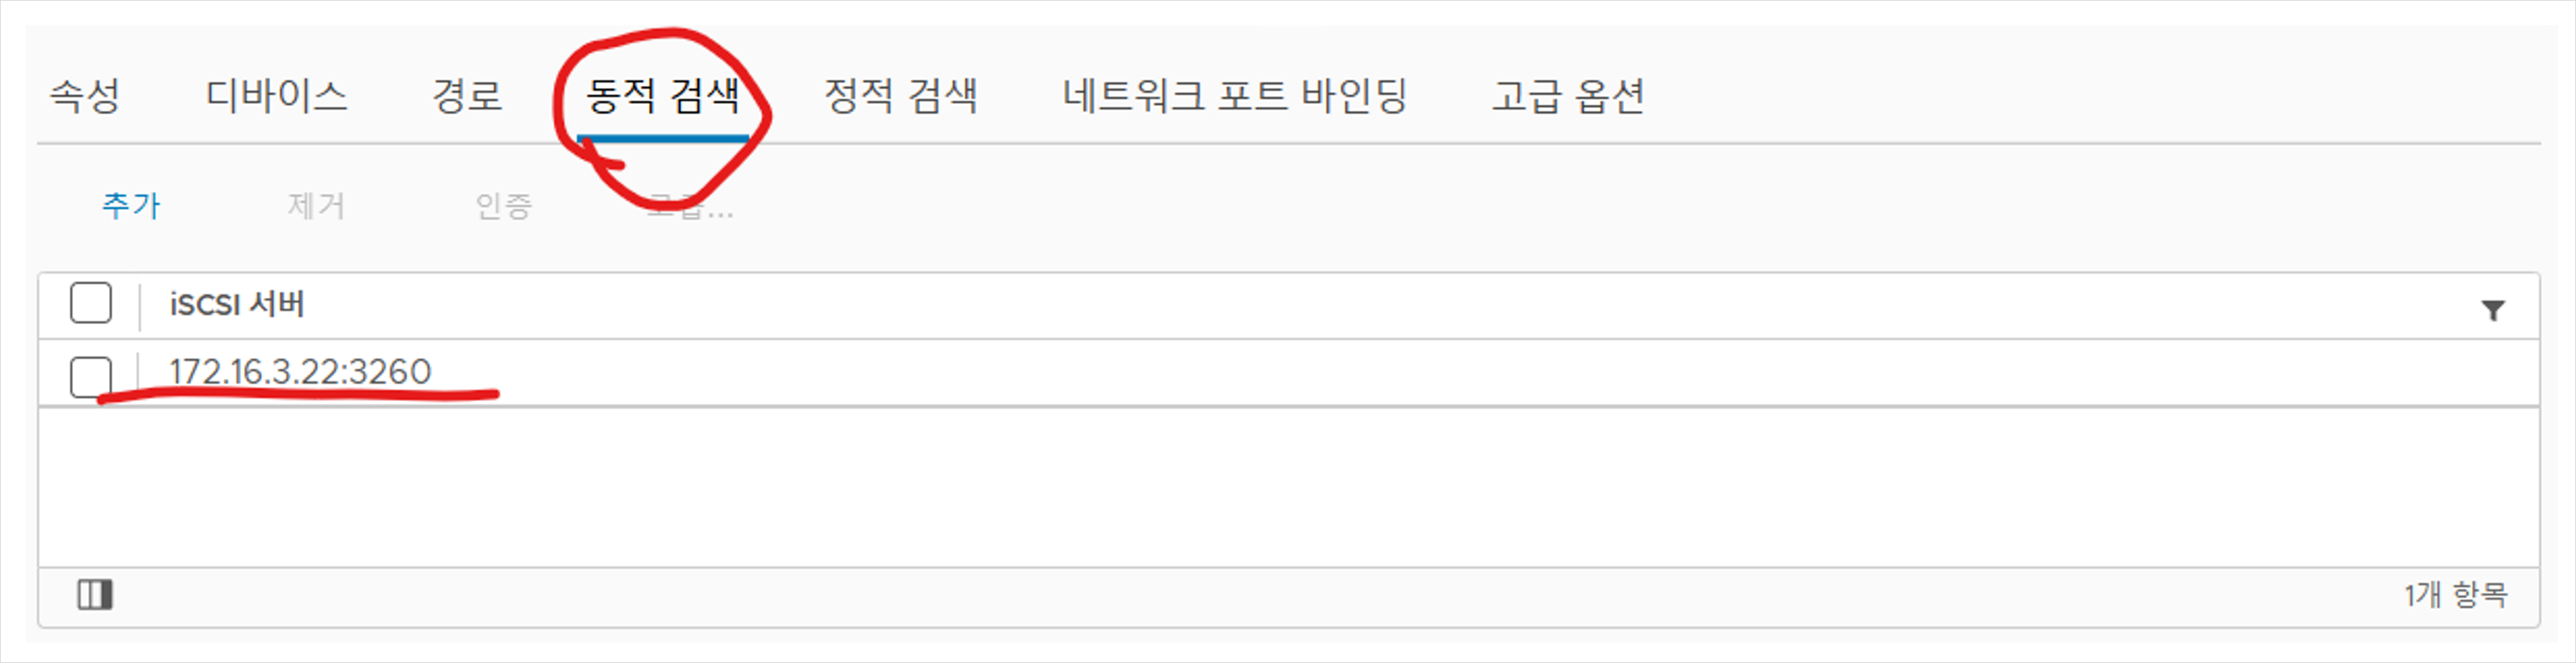 속성 디바이스 경로 동적 검색 정적 검색 네트워크 포트 바인딩 고급 옵션
추가 제거 인증 고급...
iSCSI 서버
172.16.3.22:3260
1개 항목